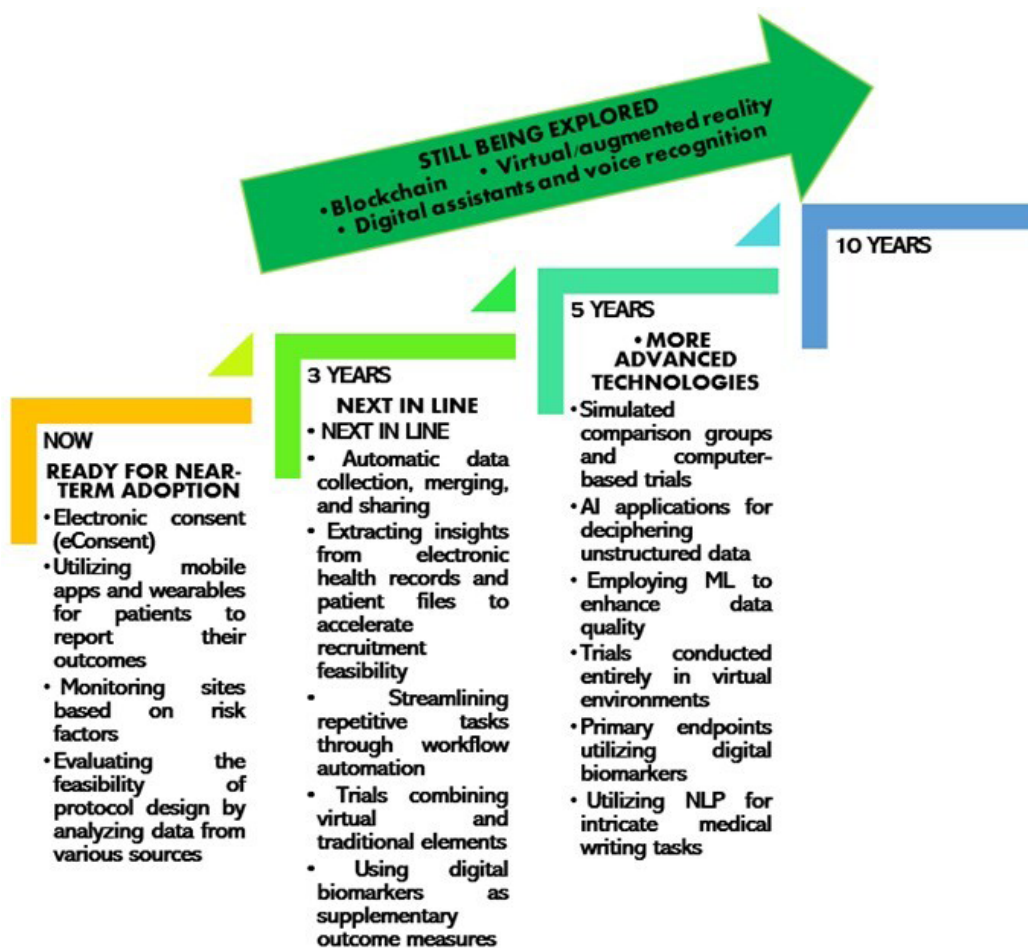 STILL BEING EXPLORED
•Blockchain • Virtual/augmented reality
• Digital assistants and voice recognition
NOW
READY FOR NEAR-
TERM ADOPTION
•Electronic consent
(eConsent)
•Utilizing mobile
apps and wearables
for patients to
report their
outcomes
• Monitoring sites
based on risk
factors
•Evaluating the
feasibility of
protocol design by
analyzing data from
various sources
3 YEARS
NEXT IN LINE
• NEXT IN LINE
• Automatic data
collection, merging,
and sharing
• Extracting insights
from electronic
health records and
patient files to
accelerate
recruitment
feasibility
• Streamlining
repetitive tasks
through workflow
automation
• Trials combining
virtual and
traditional elements
• Using digital
biomarkers as
supplementary
outcome measures
5 YEARS
• MORE
ADVANCED
TECHNOLOGIES
•Simulated
comparison groups
and computer-
based trials
•AI applications for
deciphering
unstructured data
• Employing ML to
enhance data
quality
•Trials conducted
entirely in virtual
environments
•Primary endpoints
utilizing digital
biomarkers
• Utilizing NLP for
intricate medical
writing tasks
10 YEARS